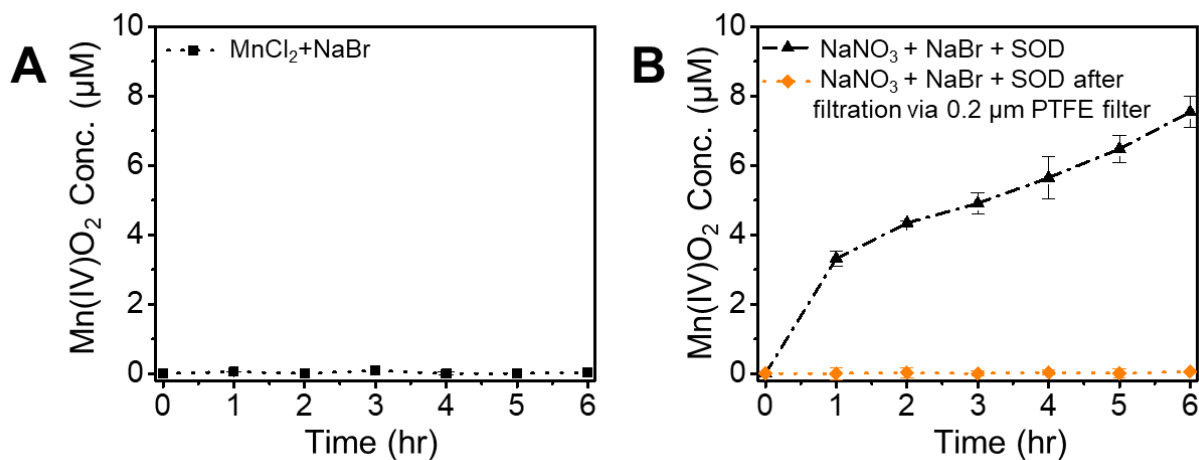 A
Mn(IV)O₂ Conc. (μM)
10
8
6
4
2
0
MnCl₂+NaBr
0 1 2 3 4 5 6
Time (hr)
B
Mn(IV)O₂ Conc. (μM)
10
8
6
4
2
0
NaNO₃ + NaBr + SOD
NaNO₃ + NaBr + SOD after
filtration via 0.2 μm PTFE filter
0 1 2 3 4 5 6
Time (hr)